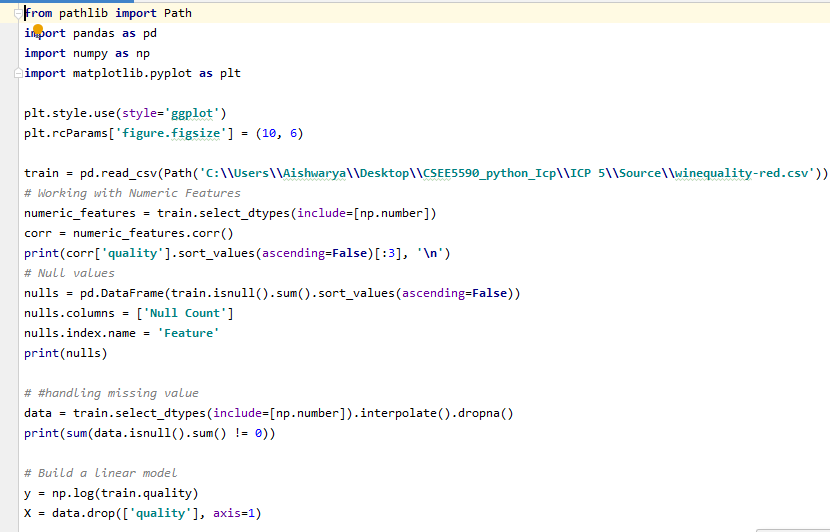 from pathlib import Path
import pandas as pd
import numpy as np
import matplotlib.pyplot as plt
plt.style.use(style='ggplot')
plt.rcParams['figure.figsize'] = (10, 6)
train = pd.read_csv(Path('C:\\Users\\Aishwarya\\Desktop\\CSEE5590_python_Icp\\ICP 5\\Source\\winequality-red.csv'))
# Working with Numeric Features
numeric_features = train.select_dtypes(include=[np.number])
corr = numeric_features.corr()
print(corr['quality'].sort_values(ascending=False)[:3], '\n')
# Null values
nulls = pd.DataFrame(train.isnull().sum().sort_values(ascending=False))
nulls.columns = ['Null Count']
nulls.index.name = 'Feature'
print(nulls)
# #handling missing value
data = train.select_dtypes(include=[np.number]).interpolate().dropna()
print(sum(data.isnull().sum() != 0))
# Build a linear model
y = np.log(train.quality)
X = data.drop(['quality'], axis=1)